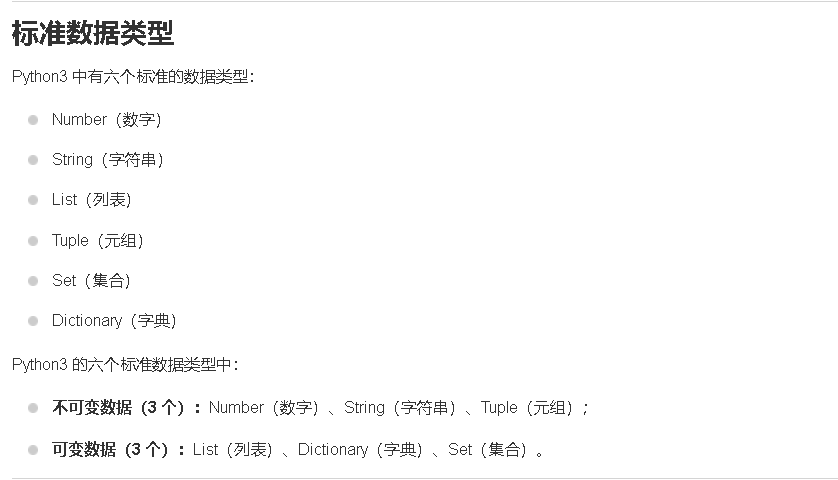 标准数据类型
Python3 中有六个标准的数据类型：
Number（数字）
String（字符串）
List（列表）
Tuple（元组）
Set（集合）
Dictionary（字典）
Python3 的六个标准数据类型中：
不可变数据（3 个）：Number（数字）、String（字符串）、Tuple（元组）；
可变数据（3 个）：List（列表）、Dictionary（字典）、Set（集合）。